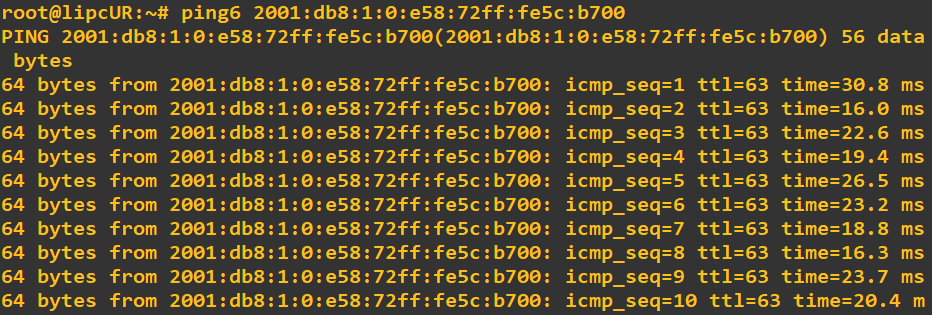 root@lipcUR:~# ping6 2001:db8:1:0:e58:72ff:fe5c:b700
PING 2001:db8:1:0:e58:72ff:fe5c:b700(2001:db8:1:0:e58:72ff:fe5c:b700) 56 data
 bytes
64 bytes from 2001:db8:1:0:e58:72ff:fe5c:b700: icmp_seq=1 ttl=63 time=30.8 ms
64 bytes from 2001:db8:1:0:e58:72ff:fe5c:b700: icmp_seq=2 ttl=63 time=16.0 ms
64 bytes from 2001:db8:1:0:e58:72ff:fe5c:b700: icmp_seq=3 ttl=63 time=22.6 ms
64 bytes from 2001:db8:1:0:e58:72ff:fe5c:b700: icmp_seq=4 ttl=63 time=19.4 ms
64 bytes from 2001:db8:1:0:e58:72ff:fe5c:b700: icmp_seq=5 ttl=63 time=26.5 ms
64 bytes from 2001:db8:1:0:e58:72ff:fe5c:b700: icmp_seq=6 ttl=63 time=23.2 ms
64 bytes from 2001:db8:1:0:e58:72ff:fe5c:b700: icmp_seq=7 ttl=63 time=18.8 ms
64 bytes from 2001:db8:1:0:e58:72ff:fe5c:b700: icmp_seq=8 ttl=63 time=16.3 ms
64 bytes from 2001:db8:1:0:e58:72ff:fe5c:b700: icmp_seq=9 ttl=63 time=23.7 ms
64 bytes from 2001:db8:1:0:e58:72ff:fe5c:b700: icmp_seq=10 ttl=63 time=20.4 m